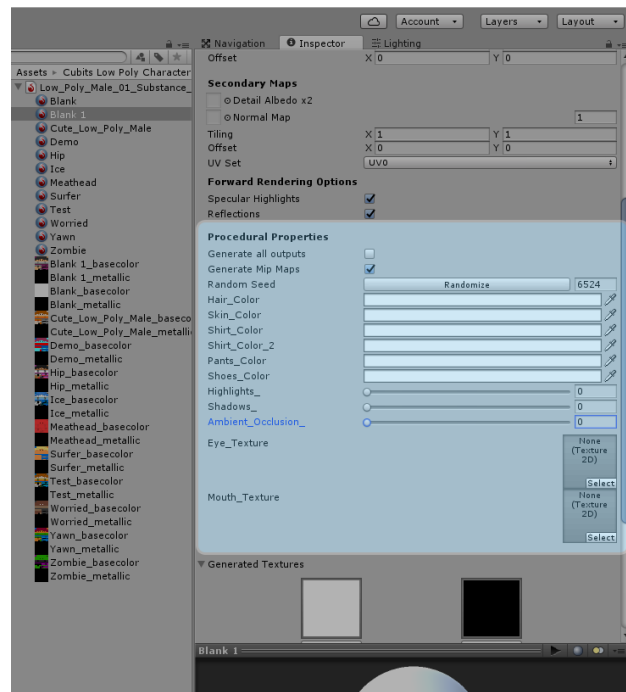 Account
Layers
Layout
Navigation
Inspector
Lighting
Assets
Cubits Low Poly Character
Low_Poly_Male_01_Substance_
Blank
Blank 1
Cute_Low_Poly_Male
Demo
Hip
Ice
Meathead
Surfer
Test
Worried
Yawn
Zombie
Blank 1_basecolor
Blank 1_metallic
Blank_basecolor
Blank_metallic
Cute_Low_Poly_Male_baseco
Cute_Low_Poly_Male_metalli
Demo_basecolor
Demo_metallic
Hip_basecolor
Hip_metallic
Ice_basecolor
Ice_metallic
Meathead_basecolor
Meathead_metallic
Surfer_basecolor
Surfer_metallic
Test_basecolor
Test_metallic
Worried_basecolor
Worried_metallic
Yawn_basecolor
Yawn_metallic
Zombie_basecolor
Zombie_metallic
Offset X 0 Y 0
Secondary Maps
Detail Albedo x2
Normal Map 1
Tiling X 1 Y 1
Offset X 0 Y 0
UV Set UV0
Forward Rendering Options
Specular Highlights
Reflections
Procedural Properties
Generate all outputs
Generate Mip Maps
Random Seed Randomize 6524
Hair_Color
Skin_Color
Shirt_Color
Shirt_Color_2
Pants_Color
Shoes_Color
Highlights_ 0
Shadows_ 0
Ambient_Occlusion_ 0
Eye_Texture
None
(Texture
2D)
Select
Mouth_Texture
None
(Texture
2D)
Select
Generated Textures
Blank 1